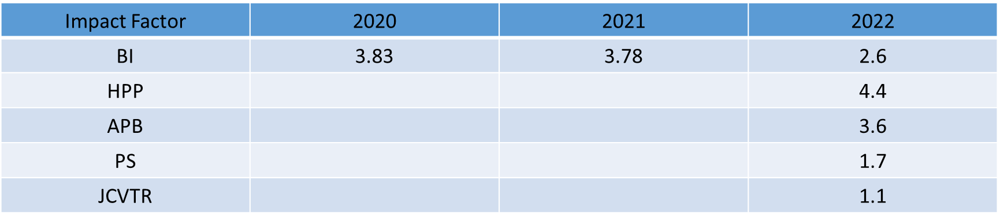 Impact Factor 2020 2021 2022
BI 3.83 3.78 2.6
HPP 4.4
APB 3.6
PS 1.7
JCVTR 1.1